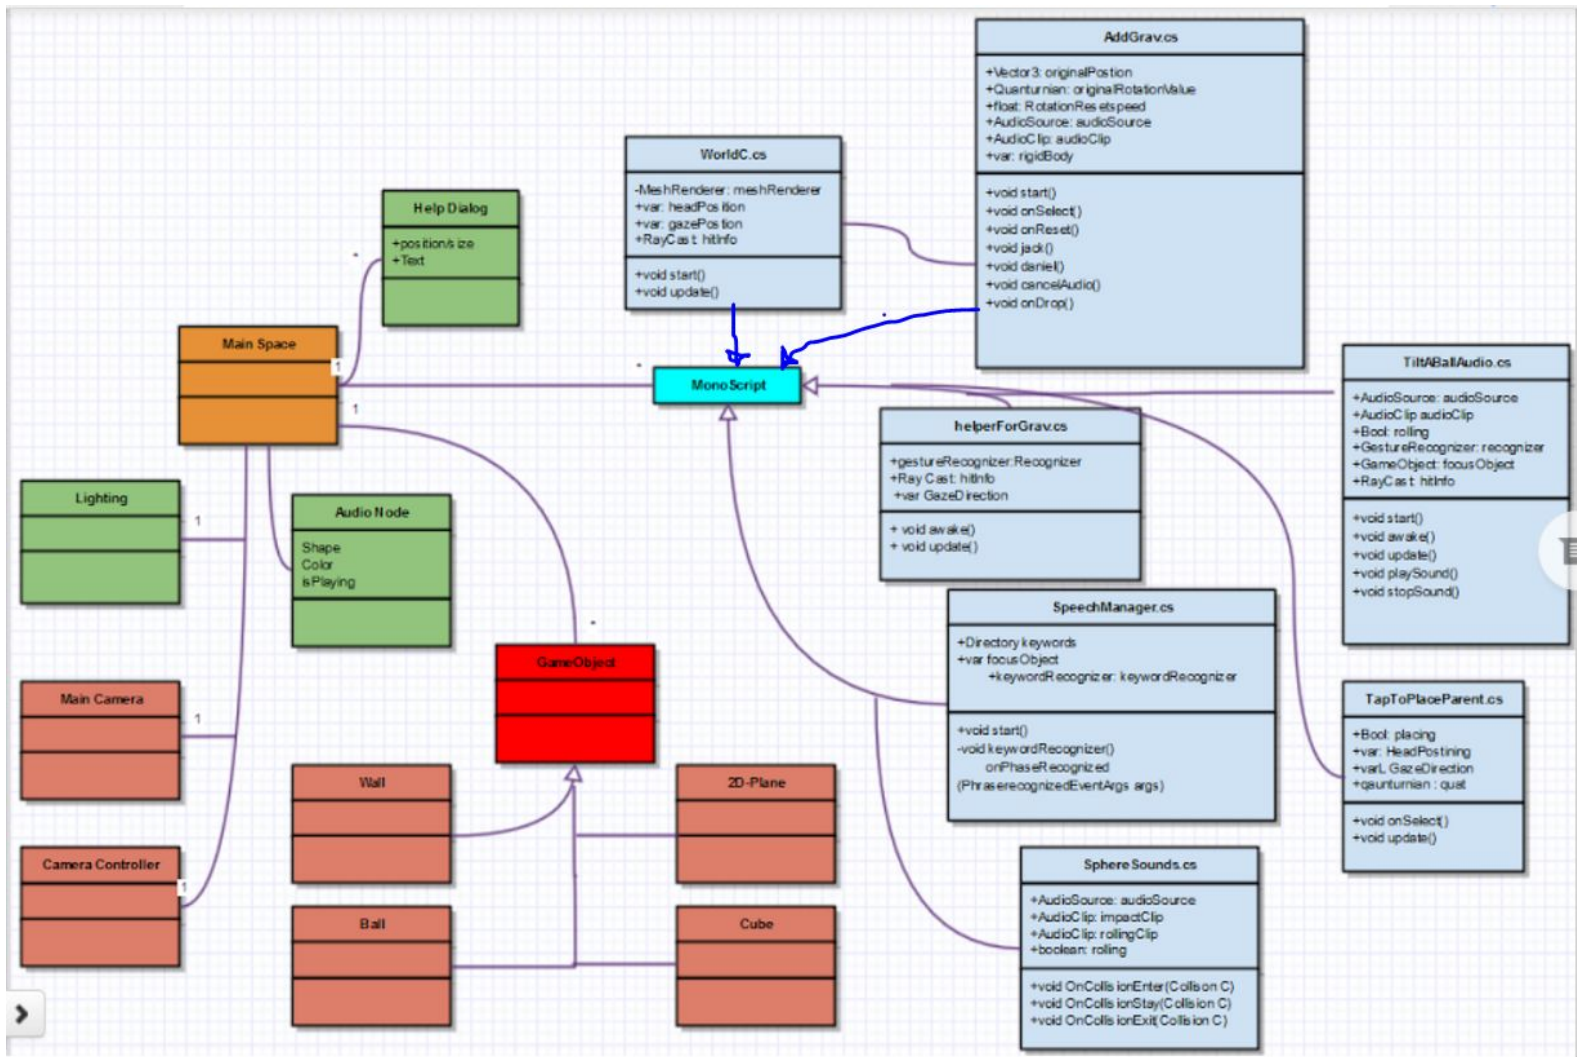 AddGrav.cs
+Vector3: originalPostion
+Quanturnian: originalRotationValue
+float: RotationResetspeed
+AudioSource: audioSource
+AudioClip: audioClip
+var: rigidBody
+void start()
+void onSelect()
+void onReset()
+void jack()
+void daniel()
+void cancelAudio()
+void onDrop()
WorldC.cs
-MeshRenderer: meshRenderer
+var: headPosition
+var: gazePostion
+RayCast: hitInfo
+void start()
+void update()
Help Dialog
+position/size
+Text
*
Main Space
1
1
*
MonoScript
TiltABallAudio.cs
+AudioSource: audioSource
+AudioClip audioClip
+Bool: rolling
+GestureRecognizer: recognizer
+GameObject: focusObject
+RayCast: hitInfo
+void start()
+void awake()
+void update()
+void playSound()
+void stopSound()
helperForGrav.cs
+gestureRecognizer:Recognizer
+Ray Cast: hitInfo
+var GazeDirection
+ void awake()
+ void update()
Lighting
1
Audio Node
Shape
Color
isPlaying
SpeechManager.cs
+Directory keywords
+var focusObject
+keywordRecognizer: keywordRecognizer
+void start()
-void keywordRecognizer()
onPhaseRecognized
(PhraserecognizedEventArgs args)
*
GameObject
Main Camera
1
TapToPlaceParent.cs
+Bool: placing
+var: HeadPostining
+varL GazeDirection
+qaunturnian : quat
+void onSelect()
+void update()
Wall
2D-Plane
Camera Controller
1
SphereSounds.cs
+AudioSource: audioSource
+AudioClip: impactClip
+AudioClip: rollingClip
+boolean: rolling
+void OnCollisionEnter(Collison C)
+void OnCollisionStay(Collision C)
+void OnCollisionExit(Collision C)
Ball
Cube